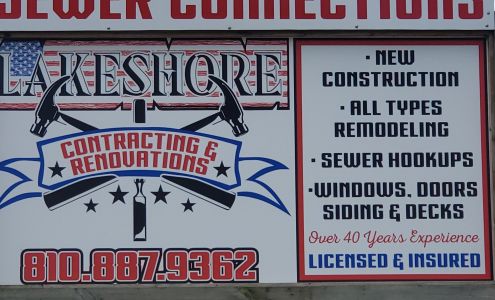 SEWER CONNECTIONS
LAKESHORE
CONTRACTING &
RENOVATIONS
810.887.9362
· NEW
CONSTRUCTION
· ALL TYPES
REMODELING
· SEWER HOOKUPS
· WINDOWS, DOORS
SIDING & DECKS
Over 40 Years Experience
LICENSED & INSURED